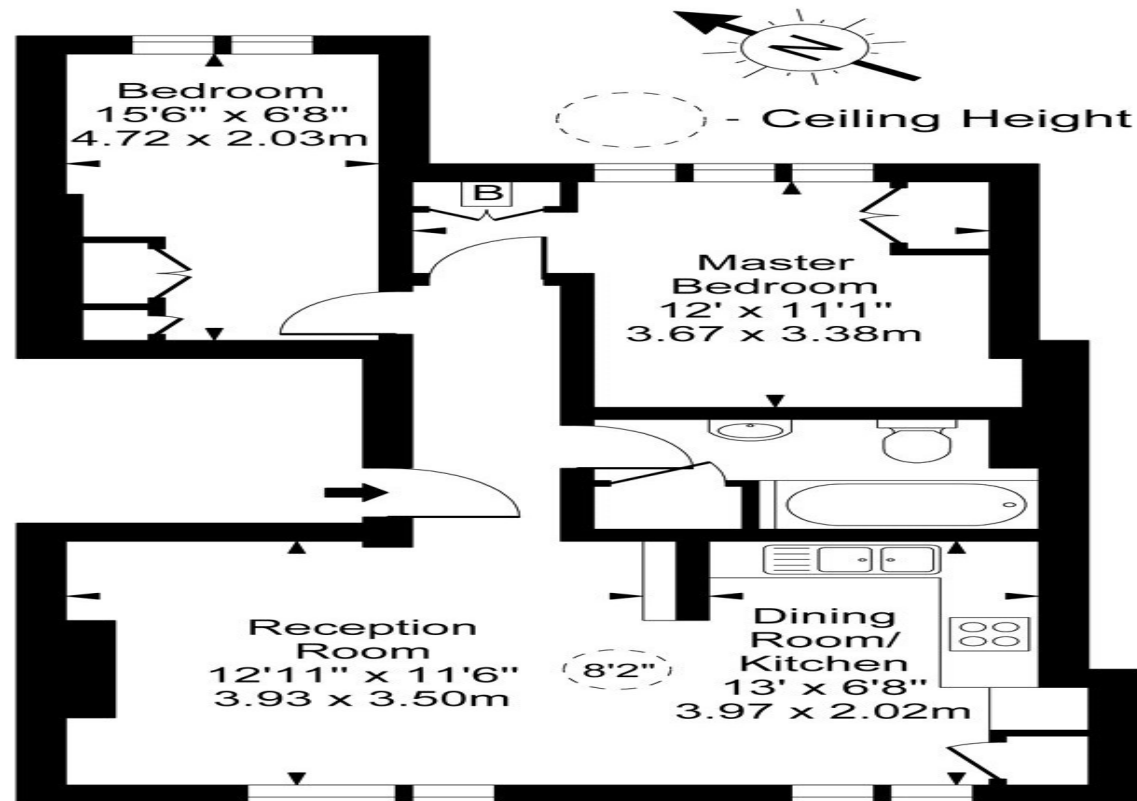 N
- Ceiling Height
Bedroom
15'6" x 6'8"
4.72 x 2.03m
B
Master
Bedroom
12' x 11'1"
3.67 x 3.38m
Reception
Room
12'11" x 11'6"
3.93 x 3.50m
8'2"
Dining
Room/
Kitchen
13' x 6'8"
3.97 x 2.02m